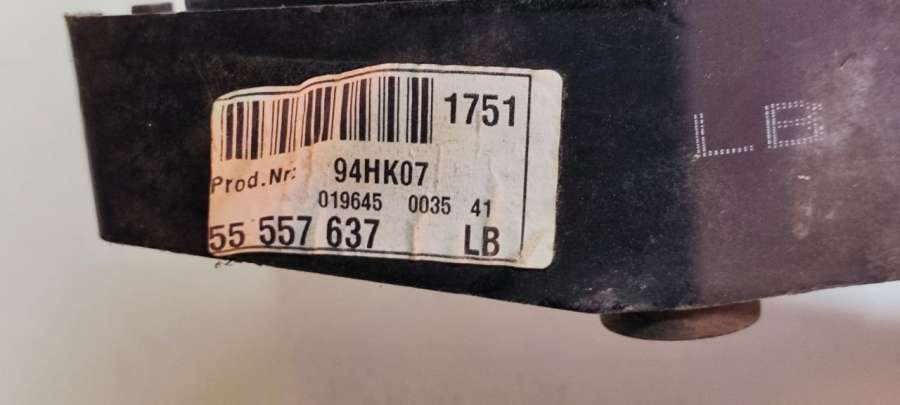 1751
Prod.Nr: 94HK07
019645 0035 41
55 557 637 LB
LB